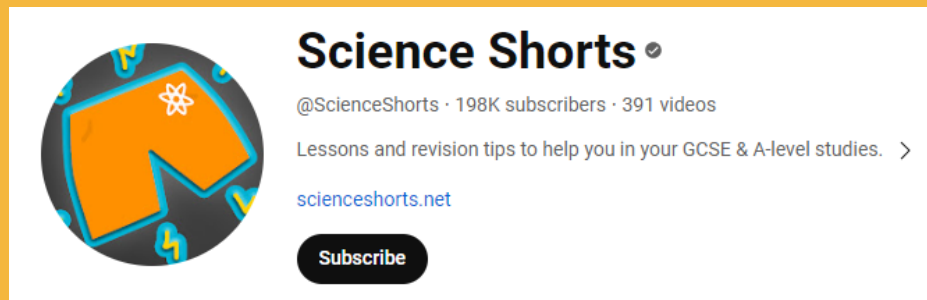 Science Shorts
@ScienceShorts · 198K subscribers · 391 videos
Lessons and revision tips to help you in your GCSE & A-level studies.
scienceshorts.net
Subscribe